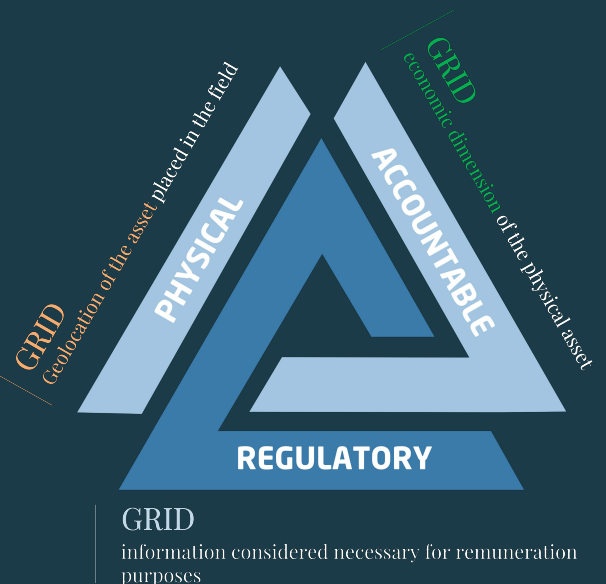 GRID
Geolocation of the asset placed in the field
PHYSICAL
GRID
economic dimension of the physical asset
ACCOUNTABLE
REGULATORY
GRID
information considered necessary for remuneration
purposes